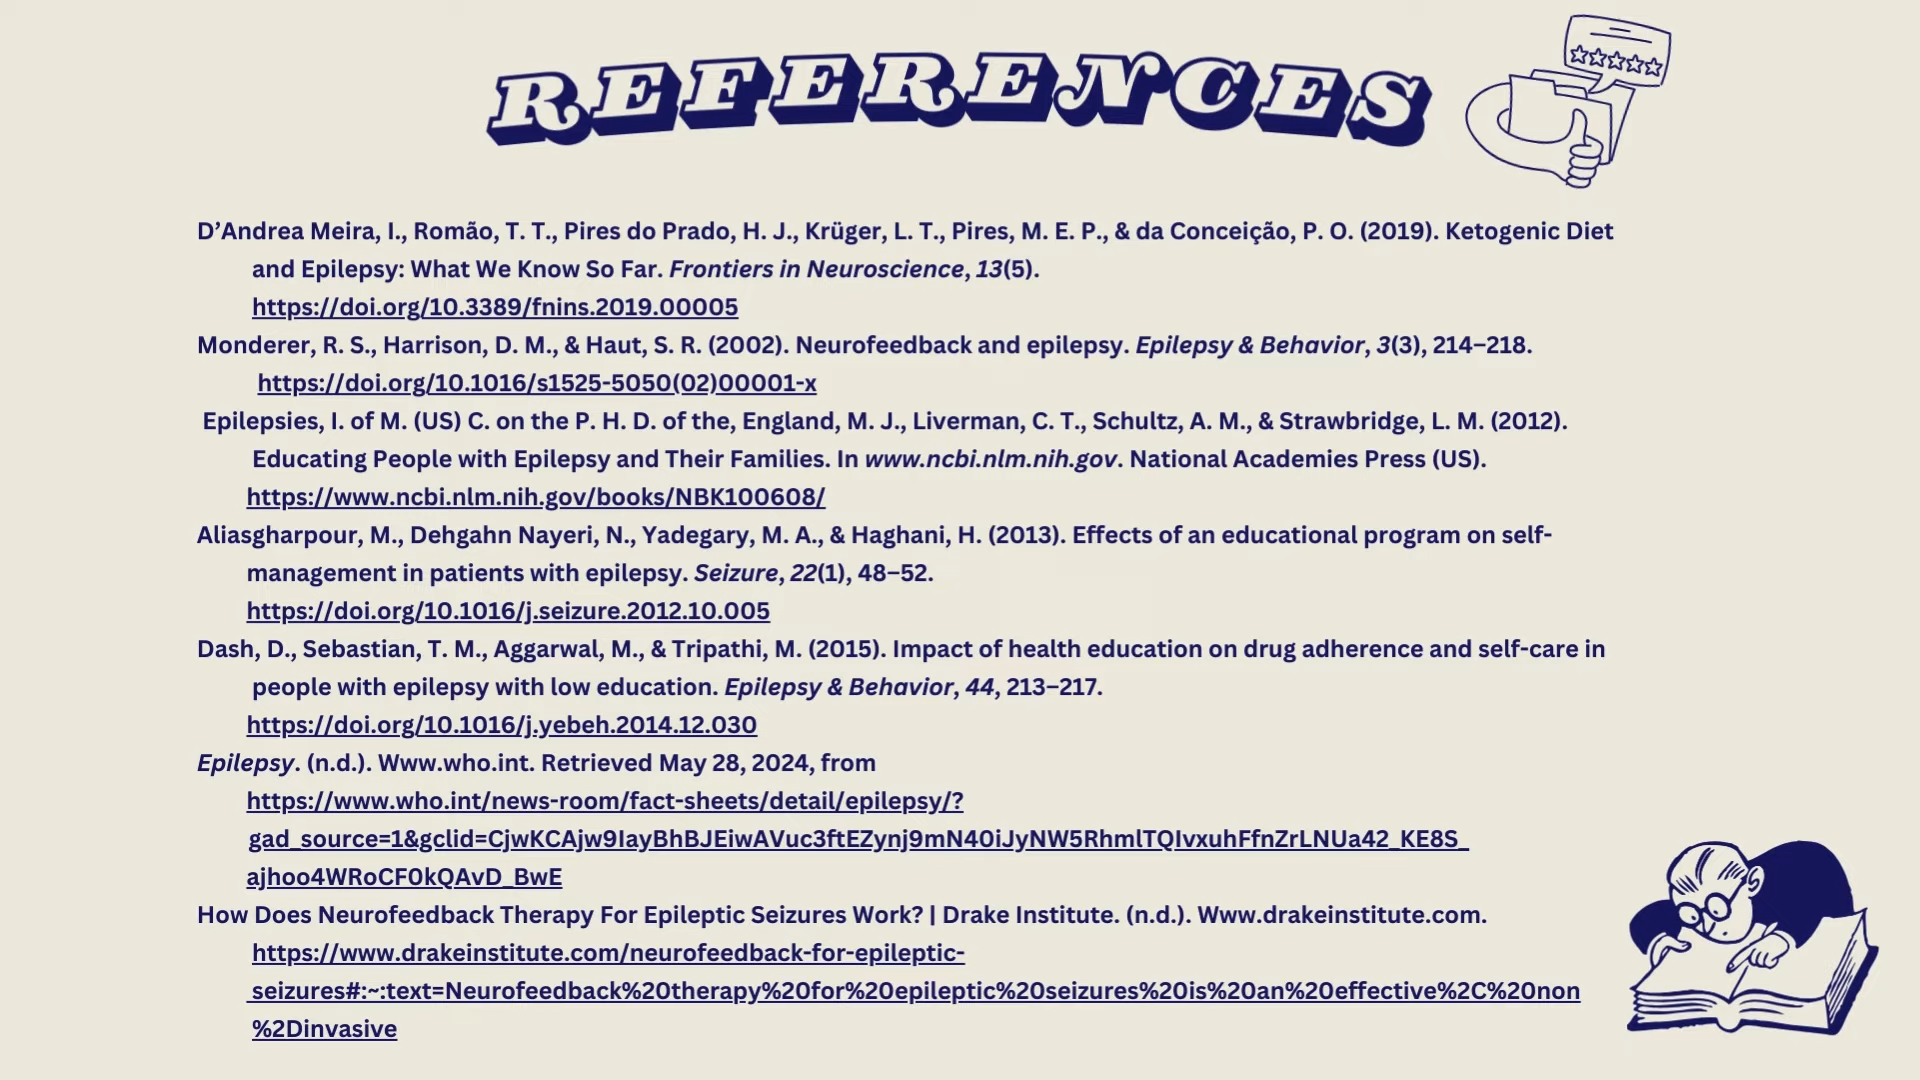 REFERENCES
D’Andrea Meira, I., Romão, T. T., Pires do Prado, H. J., Krüger, L. T., Pires, M. E. P., & da Conceição, P. O. (2019). Ketogenic Diet
and Epilepsy: What We Know So Far. Frontiers in Neuroscience, 13(5).
https://doi.org/10.3389/fnins.2019.00005
Monderer, R. S., Harrison, D. M., & Haut, S. R. (2002). Neurofeedback and epilepsy. Epilepsy & Behavior, 3(3), 214–218.
https://doi.org/10.1016/s1525-5050(02)00001-x
Epilepsies, I. of M. (US) C. on the P. H. D. of the, England, M. J., Liverman, C. T., Schultz, A. M., & Strawbridge, L. M. (2012).
Educating People with Epilepsy and Their Families. In www.ncbi.nlm.nih.gov. National Academies Press (US).
https://www.ncbi.nlm.nih.gov/books/NBK100608/
Aliasgharpour, M., Dehgahn Nayeri, N., Yadegary, M. A., & Haghani, H. (2013). Effects of an educational program on self-
management in patients with epilepsy. Seizure, 22(1), 48–52.
https://doi.org/10.1016/j.seizure.2012.10.005
Dash, D., Sebastian, T. M., Aggarwal, M., & Tripathi, M. (2015). Impact of health education on drug adherence and self-care in
people with epilepsy with low education. Epilepsy & Behavior, 44, 213–217.
https://doi.org/10.1016/j.yebeh.2014.12.030
Epilepsy. (n.d.). Www.who.int. Retrieved May 28, 2024, from
https://www.who.int/news-room/fact-sheets/detail/epilepsy/?
gad_source=1&gclid=CjwKCAjw9IayBhBJEiwAVuc3ftEZynj9mN40iJyNW5RhmlTQIvxuhFfnZrLNUa42_KE8S_
ajhoo4WRoCF0kQAvD_BwE
How Does Neurofeedback Therapy For Epileptic Seizures Work? | Drake Institute. (n.d.). Www.drakeinstitute.com.
https://www.drakeinstitute.com/neurofeedback-for-epileptic-
seizures#:~:text=Neurofeedback%20therapy%20for%20epileptic%20seizures%20is%20an%20effective%2C%20non
%2Dinvasive